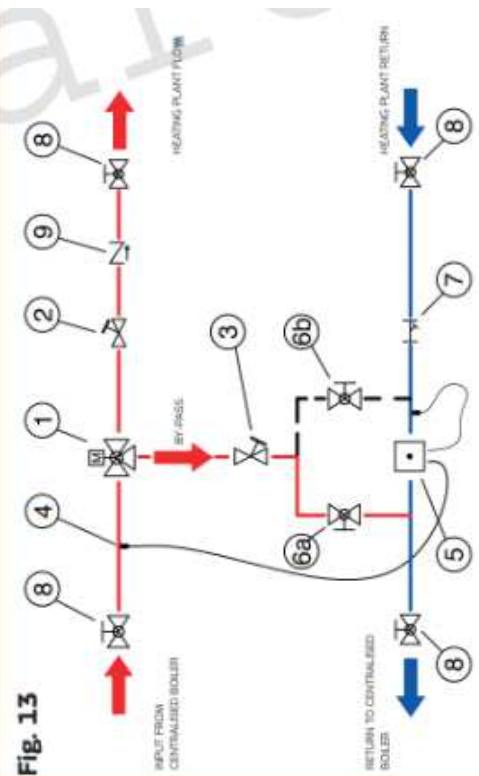 Fig. 13
INPUT FROM
CENTRALISED BOILER
HEATING PLANT FLOW
8
4
1
2
9
8
M
BY-PASS
3
6a
6b
RETURN TO CENTRALISED
BOILER
HEATING PLANT RETURN
8
5
7
8